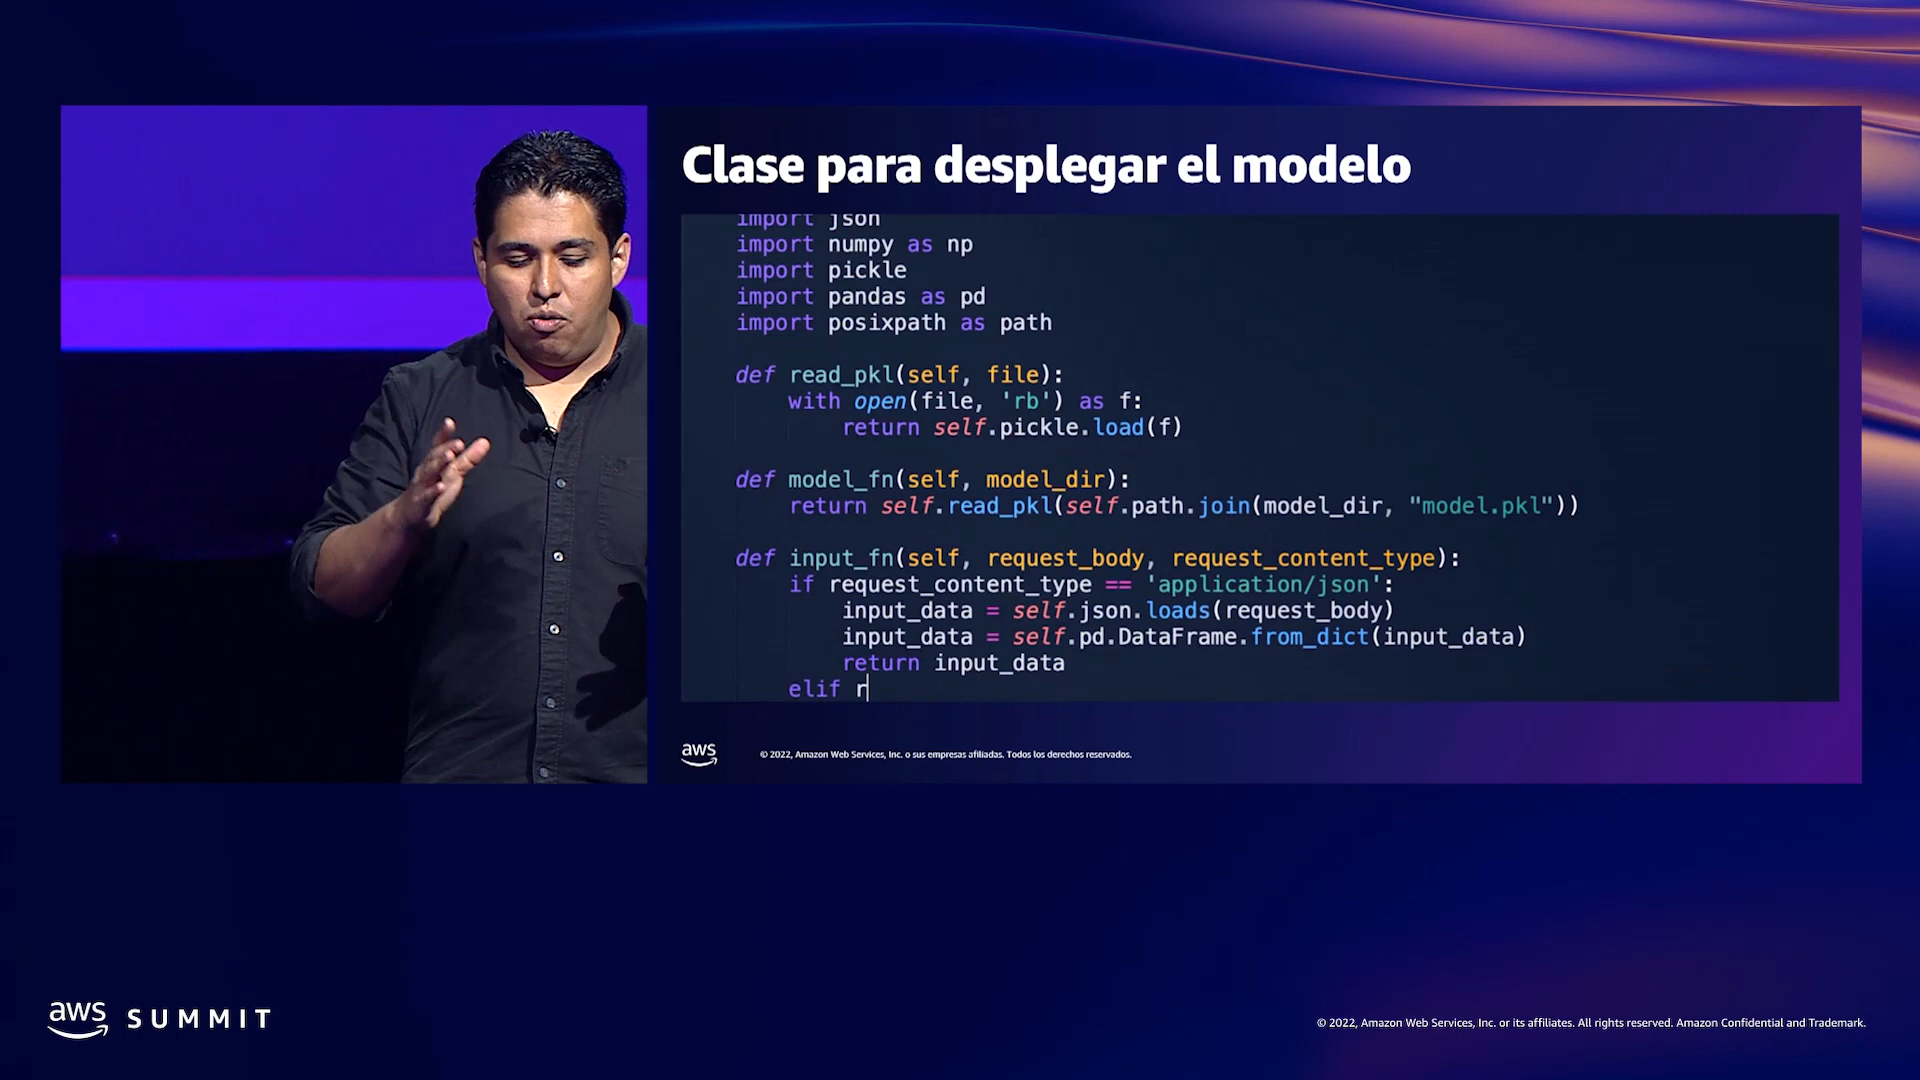 Clase para desplegar el modelo
import json
import numpy as np
import pickle
import pandas as pd
import posixpath as path
def read_pkl(self, file):
with open(file, 'rb') as f:
return self.pickle.load(f)
def model_fn(self, model_dir):
return self.read_pkl(self.path.join(model_dir, "model.pkl"))
def input_fn(self, request_body, request_content_type):
if request_content_type == 'application/json':
input_data = self.json.loads(request_body)
input_data = self.pd.DataFrame.from_dict(input_data)
return input_data
elif r
aws
© 2022, Amazon Web Services, Inc. o sus empresas afiliadas. Todos los derechos reservados.
aws SUMMIT
© 2022, Amazon Web Services, Inc. or its affiliates. All rights reserved. Amazon Confidential and Trademark.